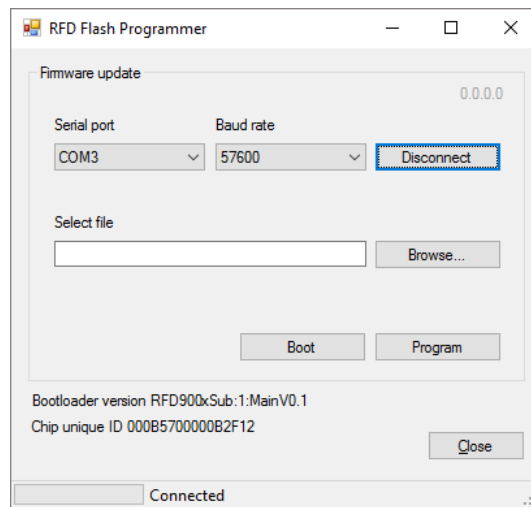 RFD Flash Programmer
Firmware update
0.0.0.0
Serial port Baud rate
COM3 57600 Disconnect
Select file
Browse...
Boot Program
Bootloader version RFD900xSub:1:MainV0.1
Chip unique ID 000B5700000B2F12
Close
Connected